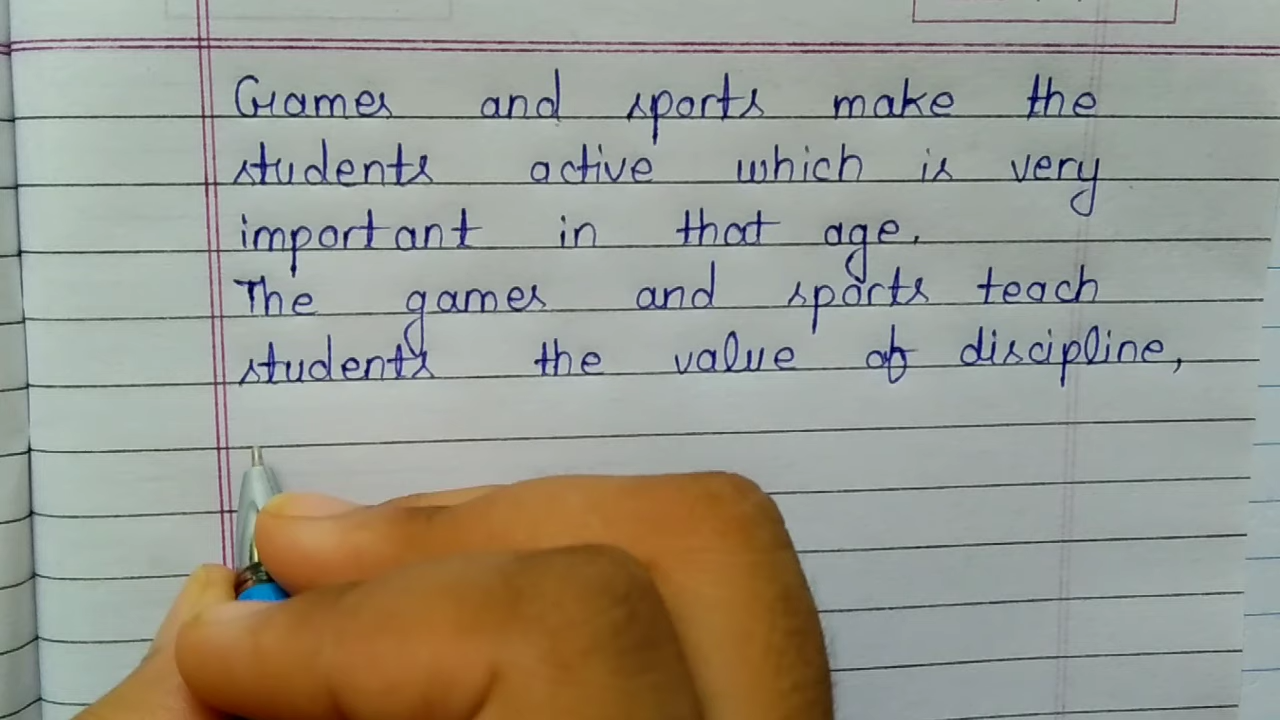 Games and sports make the
students active which is very
important in that age.
The games and sports teach
students the value of discipline,